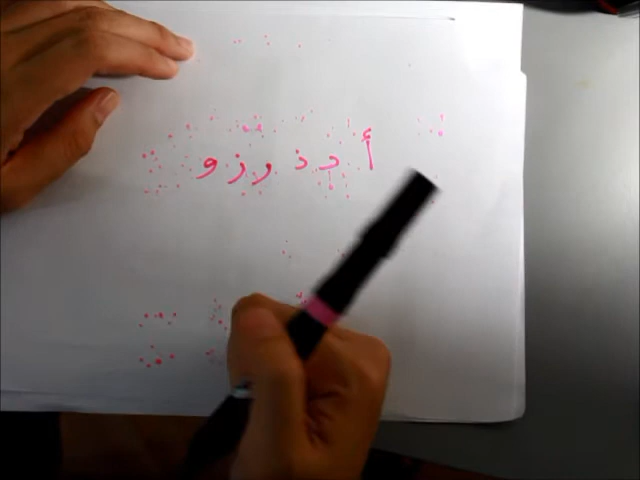 أ د ذ ر ز و